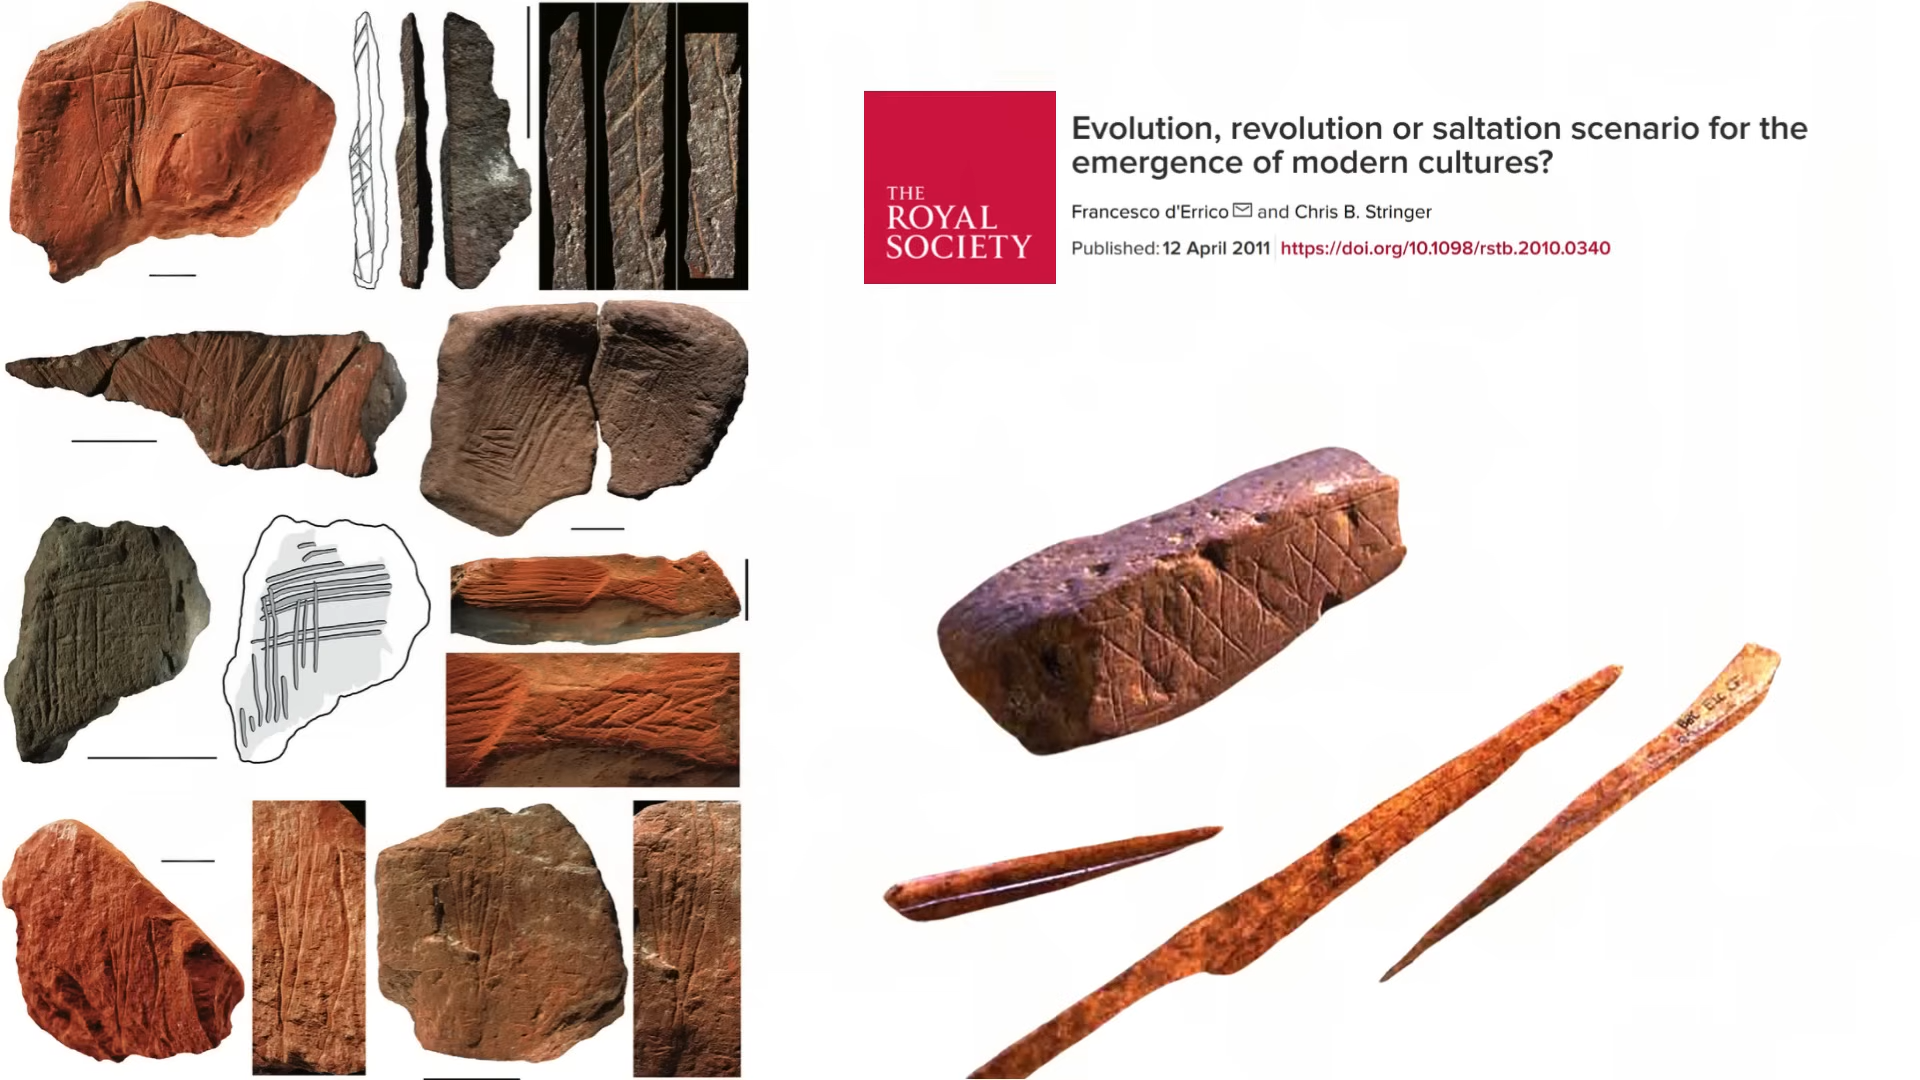 THE
ROYAL
SOCIETY
Evolution, revolution or saltation scenario for the
emergence of modern cultures?
Francesco d'Errico and Chris B. Stringer
Published: 12 April 2011 https://doi.org/10.1098/rstb.2010.0340